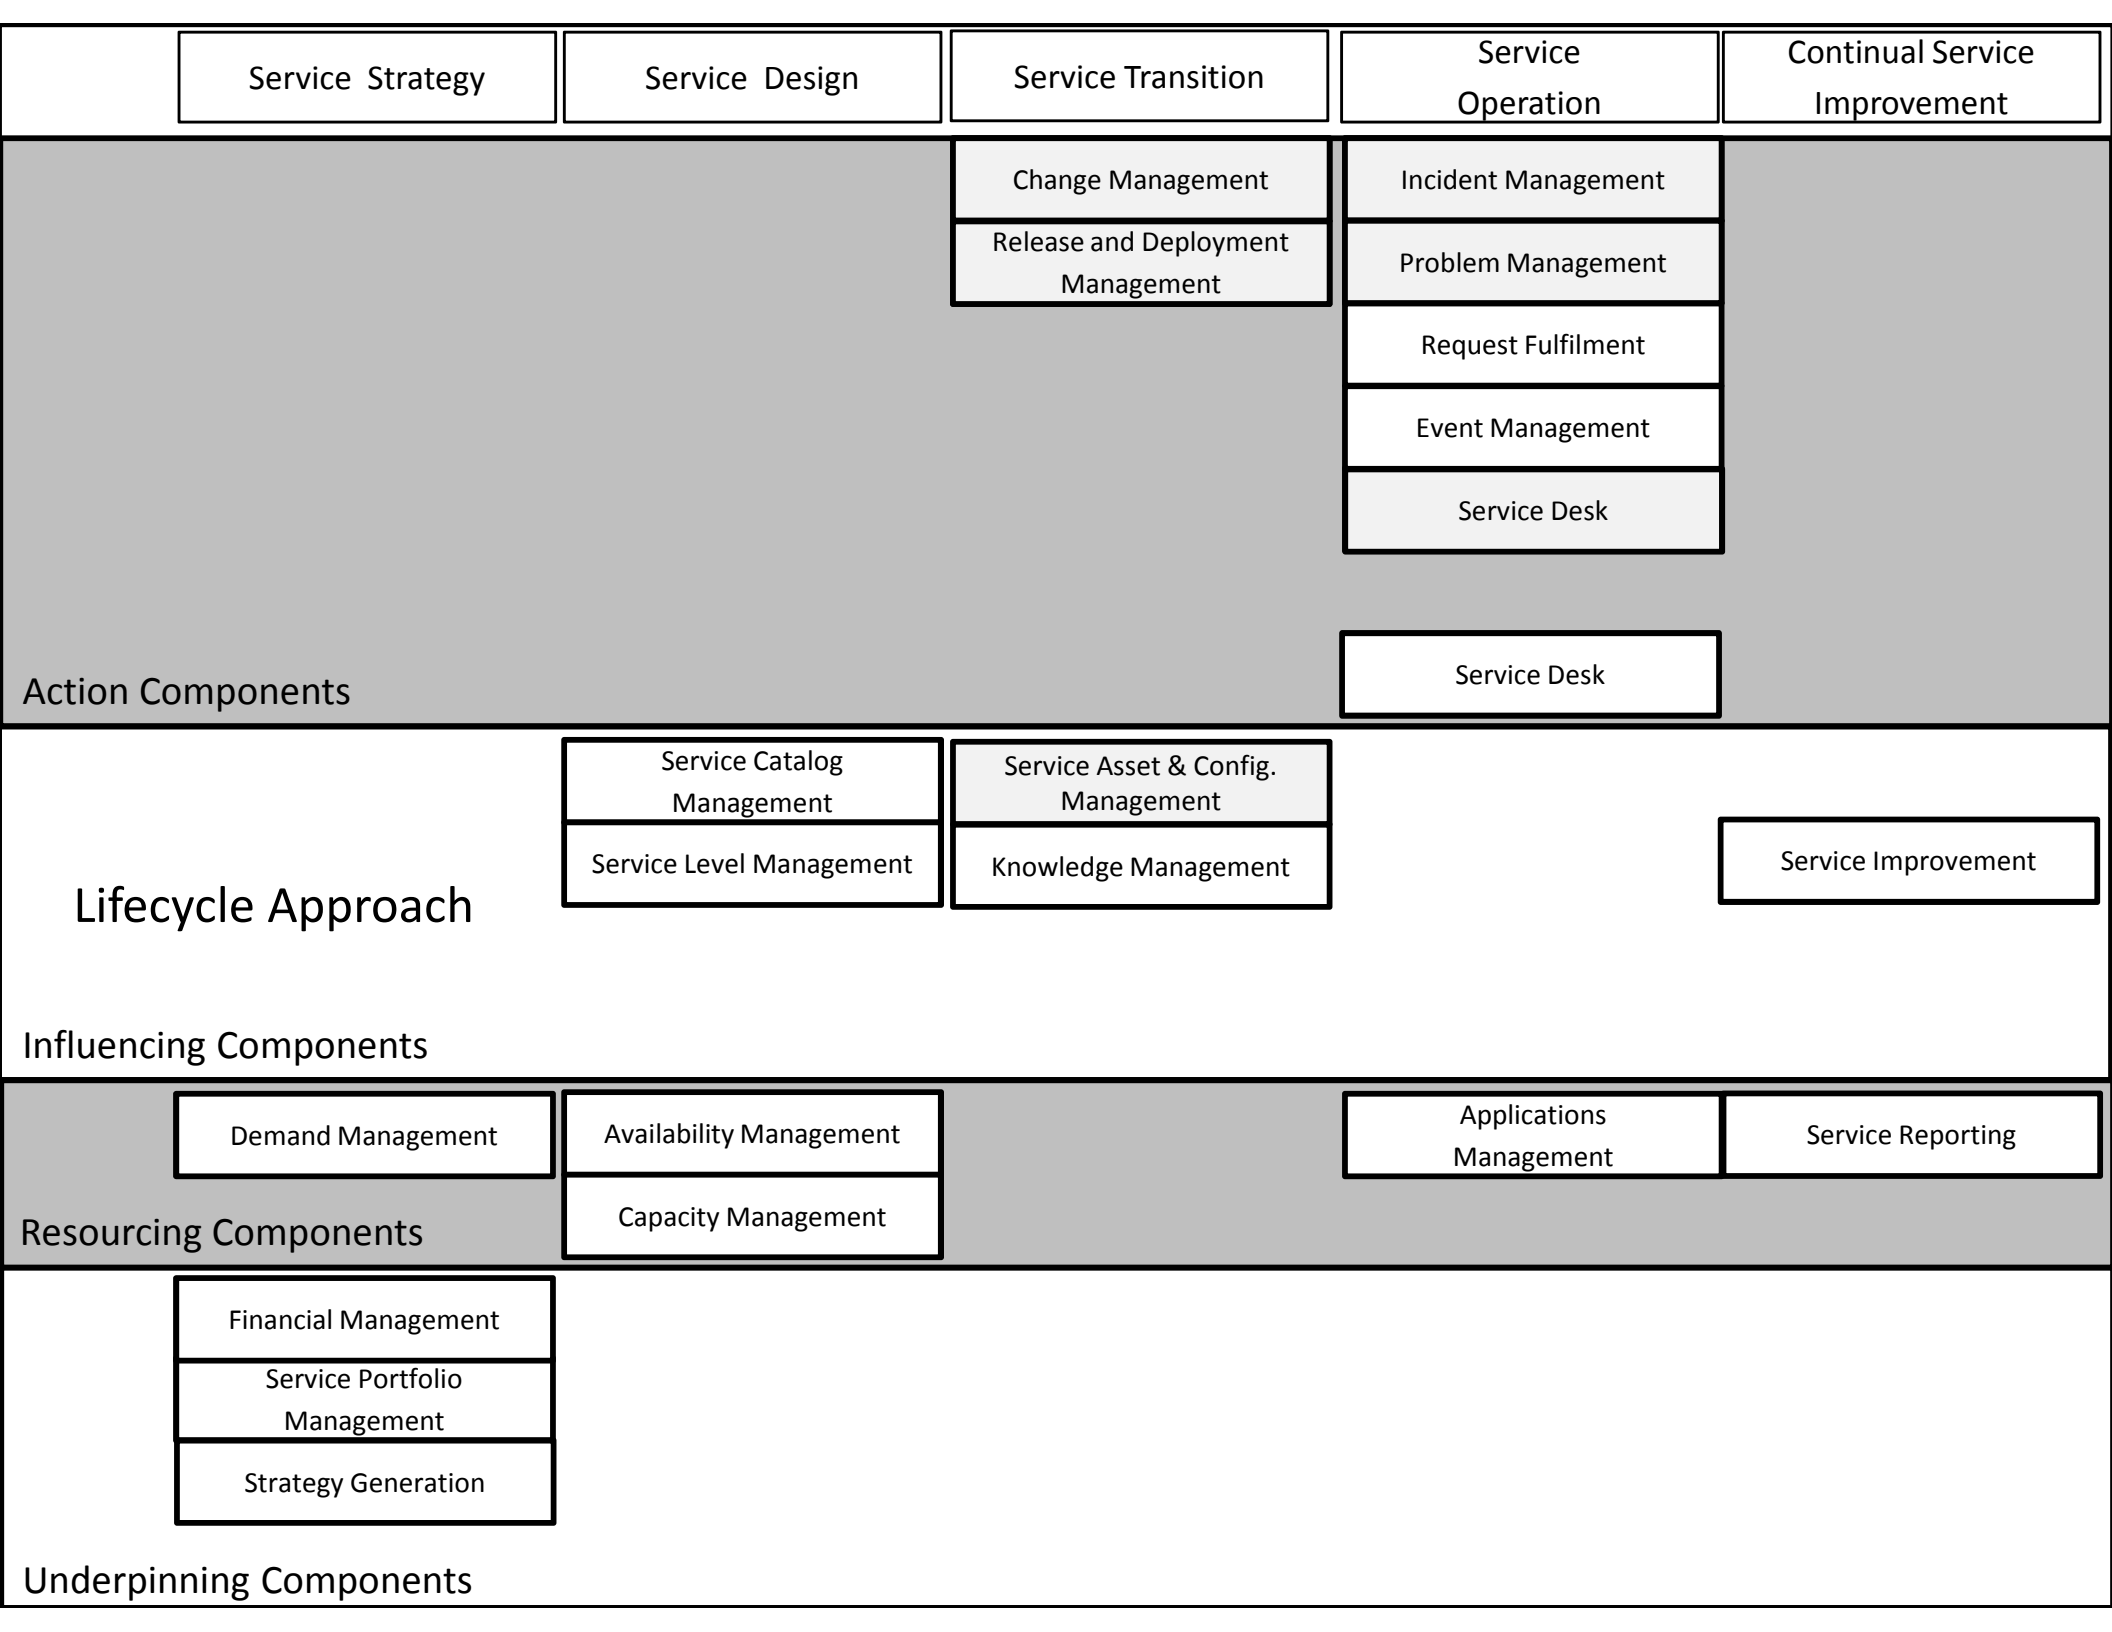 Service Strategy
Service Design
Service Transition
Service
Operation
Continual Service
Improvement
Change Management
Release and Deployment
Management
Incident Management
Problem Management
Request Fulfilment
Event Management
Service Desk
Service Desk
Action Components
Service Catalog
Management
Service Level Management
Service Asset & Config.
Management
Knowledge Management
Service Improvement
Lifecycle Approach
Influencing Components
Demand Management
Availability Management
Capacity Management
Applications
Management
Service Reporting
Resourcing Components
Financial Management
Service Portfolio
Management
Strategy Generation
Underpinning Components